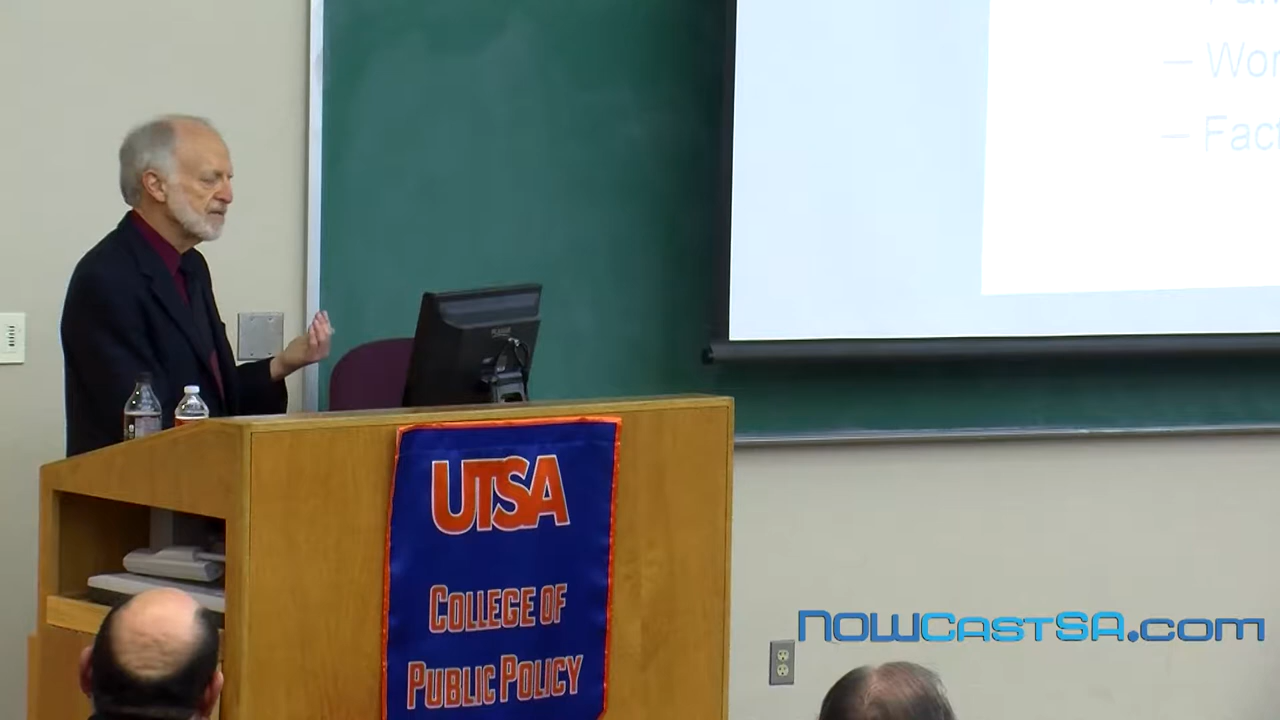 – Wor
– Fact
UTSA
COLLEGE OF
PUBLIC POLICY
NOWCASTSA.com